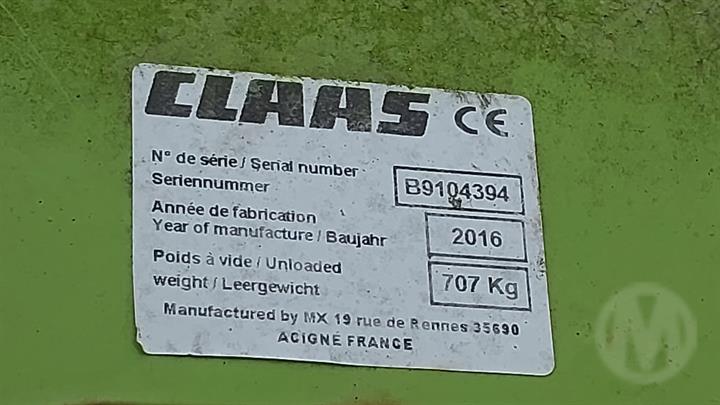 CLAAS CE
N° de série / Serial number
Seriennummer
B9104394
Année de fabrication
Year of manufacture / Baujahr
2016
Poids à vide / Unloaded
weight / Leergewicht
707 Kg
Manufactured by MX 19 rue de Rennes 35690
ACIGNÉ FRANCE
M